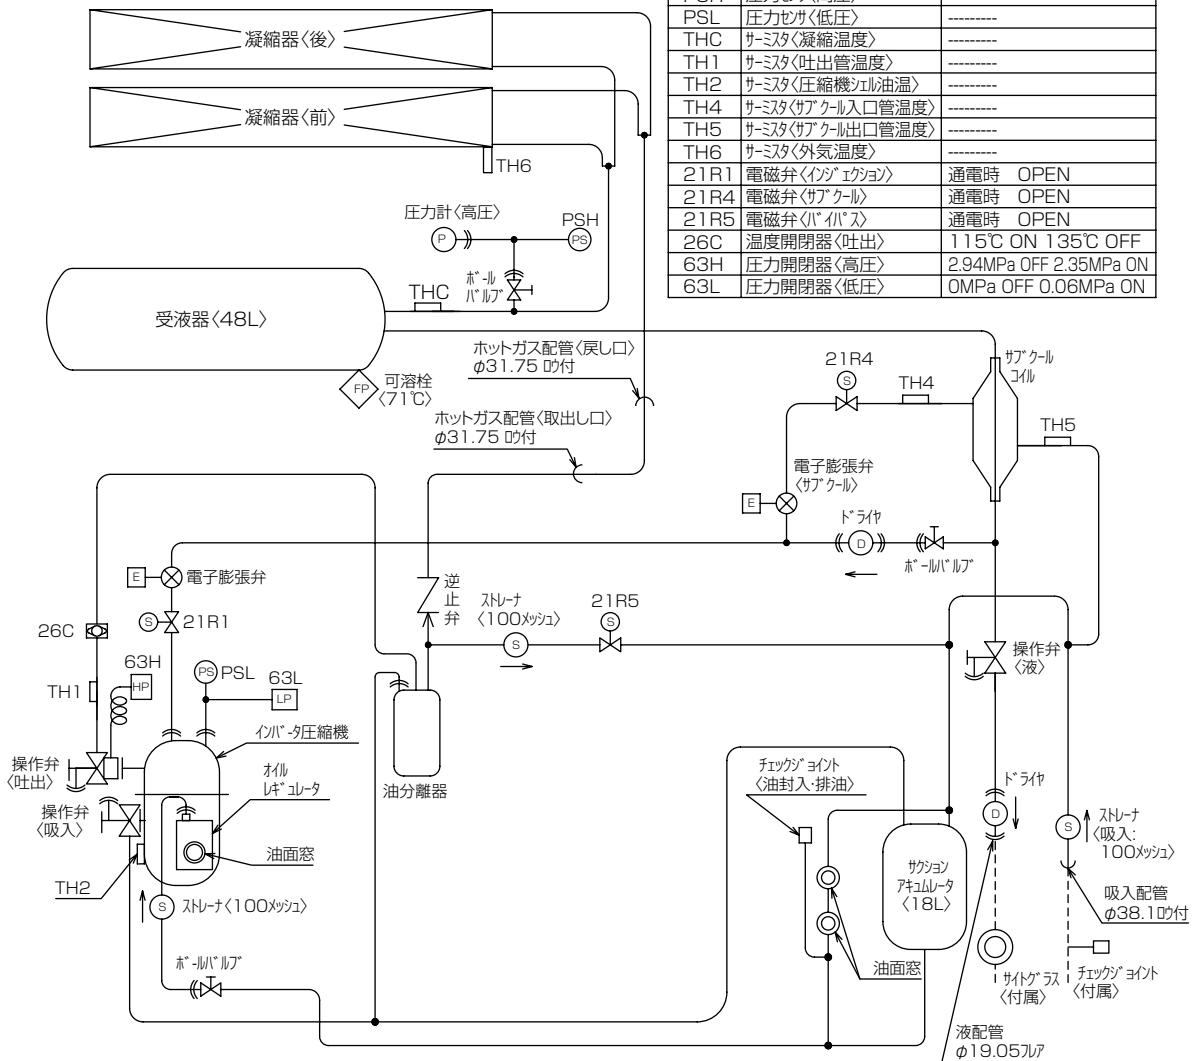 PSH 圧力センサ〈高圧〉
PSL 圧力センサ〈低圧〉 ---------
THC サーミスタ〈凝縮温度〉 ---------
TH1 サーミスタ〈吐出管温度〉 ---------
TH2 サーミスタ〈圧縮機シェル油温〉 ---------
TH4 サーミスタ〈サブクール入口管温度〉 ---------
TH5 サーミスタ〈サブクール出口管温度〉 ---------
TH6 サーミスタ〈外気温度〉 ---------
21R1 電磁弁〈インジェクション〉 通電時 OPEN
21R4 電磁弁〈サブクール〉 通電時 OPEN
21R5 電磁弁〈バイパス〉 通電時 OPEN
26C 温度開閉器〈吐出〉 115℃ ON 135℃ OFF
63H 圧力開閉器〈高圧〉 2.94MPa OFF 2.35MPa ON
63L 圧力開閉器〈低圧〉 0MPa OFF 0.06MPa ON
凝縮器〈後〉
凝縮器〈前〉
TH6
圧力計〈高圧〉
PSH
P
PS
ボール
バルブ
THC
受液器〈48L〉
FP
可溶栓
〈71℃〉
ホットガス配管〈戻し口〉
φ31.75 ロウ付
ホットガス配管〈取出し口〉
φ31.75 ロウ付
21R4
S
TH4
サブクール
コイル
TH5
電子膨張弁
〈サブクール〉
E
ドライヤ
D
ボールバルブ
E
電子膨張弁
S
21R1
26C
63H
HP
TH1
PS
PSL
63L
LP
逆
止
弁
ストレーナ
〈100メッシュ〉
S
21R5
S
操作弁
〈液〉
インバータ圧縮機
操作弁
〈吐出〉
オイル
レギュレータ
操作弁
〈吸入〉
油面窓
TH2
S
ストレーナ〈100メッシュ〉
ボールバルブ
油分離器
チェックジョイント
〈油封入・排油〉
サクション
アキュムレータ
〈18L〉
油面窓
ドライヤ
D
S
ストレーナ
〈吸入:
100メッシュ〉
吸入配管
φ38.1ロウ付
サイトグラス
〈付属〉
チェックジョイント
〈付属〉
液配管
φ19.05フレア